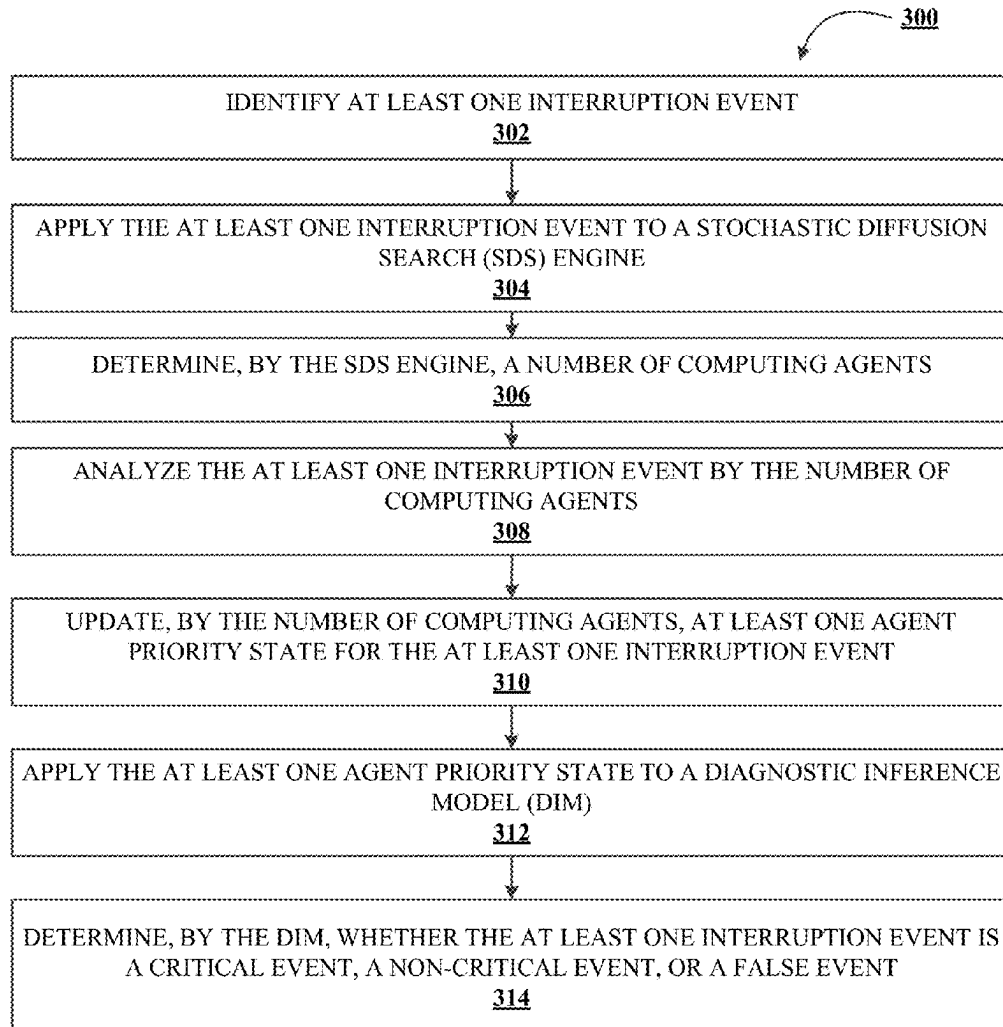 300
IDENTIFY AT LEAST ONE INTERRUPTION EVENT
302
APPLY THE AT LEAST ONE INTERRUPTION EVENT TO A STOCHASTIC DIFFUSION
SEARCH (SDS) ENGINE
304
DETERMINE, BY THE SDS ENGINE, A NUMBER OF COMPUTING AGENTS
306
ANALYZE THE AT LEAST ONE INTERRUPTION EVENT BY THE NUMBER OF
COMPUTING AGENTS
308
UPDATE, BY THE NUMBER OF COMPUTING AGENTS, AT LEAST ONE AGENT
PRIORITY STATE FOR THE AT LEAST ONE INTERRUPTION EVENT
310
APPLY THE AT LEAST ONE AGENT PRIORITY STATE TO A DIAGNOSTIC INFERENCE
MODEL (DIM)
312
DETERMINE, BY THE DIM, WHETHER THE AT LEAST ONE INTERRUPTION EVENT IS
A CRITICAL EVENT, A NON-CRITICAL EVENT, OR A FALSE EVENT
314